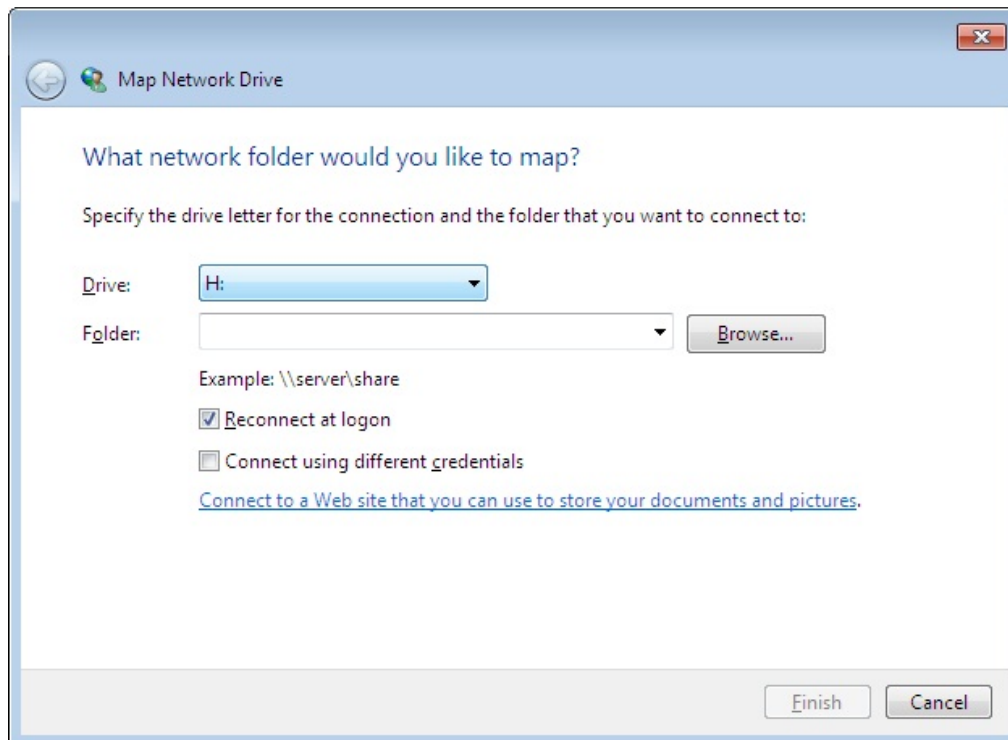 Map Network Drive
What network folder would you like to map?
Specify the drive letter for the connection and the folder that you want to connect to:
Drive: H:
Folder: Browse...
Example: \\server\share
Reconnect at logon
Connect using different credentials
Connect to a Web site that you can use to store your documents and pictures.
Finish Cancel